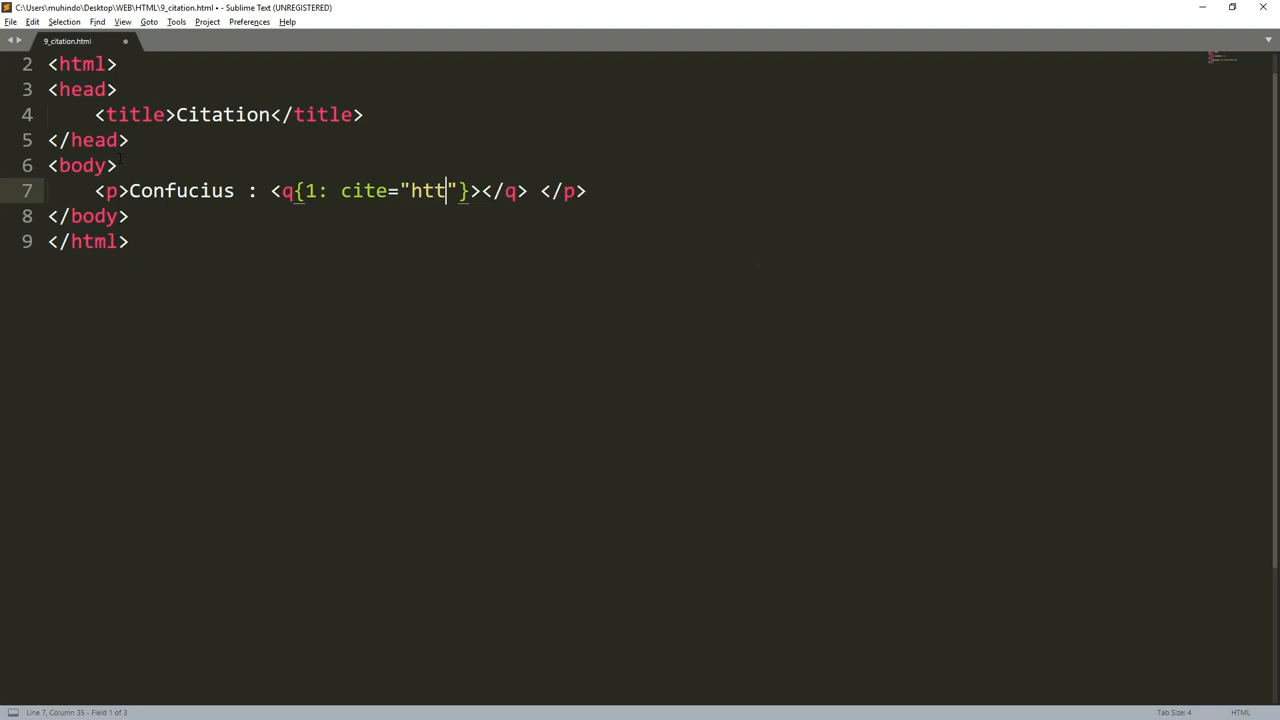 C:\Users\muhindo\Desktop\WEB\HTML\9_citation.html • - Sublime Text (UNREGISTERED)
File Edit Selection Find View Goto Tools Project Preferences Help
9_citation.html
2 <html>
3 <head>
4 <title>Citation</title>
5 </head>
6 <body>
7 <p>Confucius : <q{1: cite="htt"}></q> </p>
8 </body>
9 </html>
Line 7, Column 35 - Field 1 of 3 Tab Size: 4 HTML